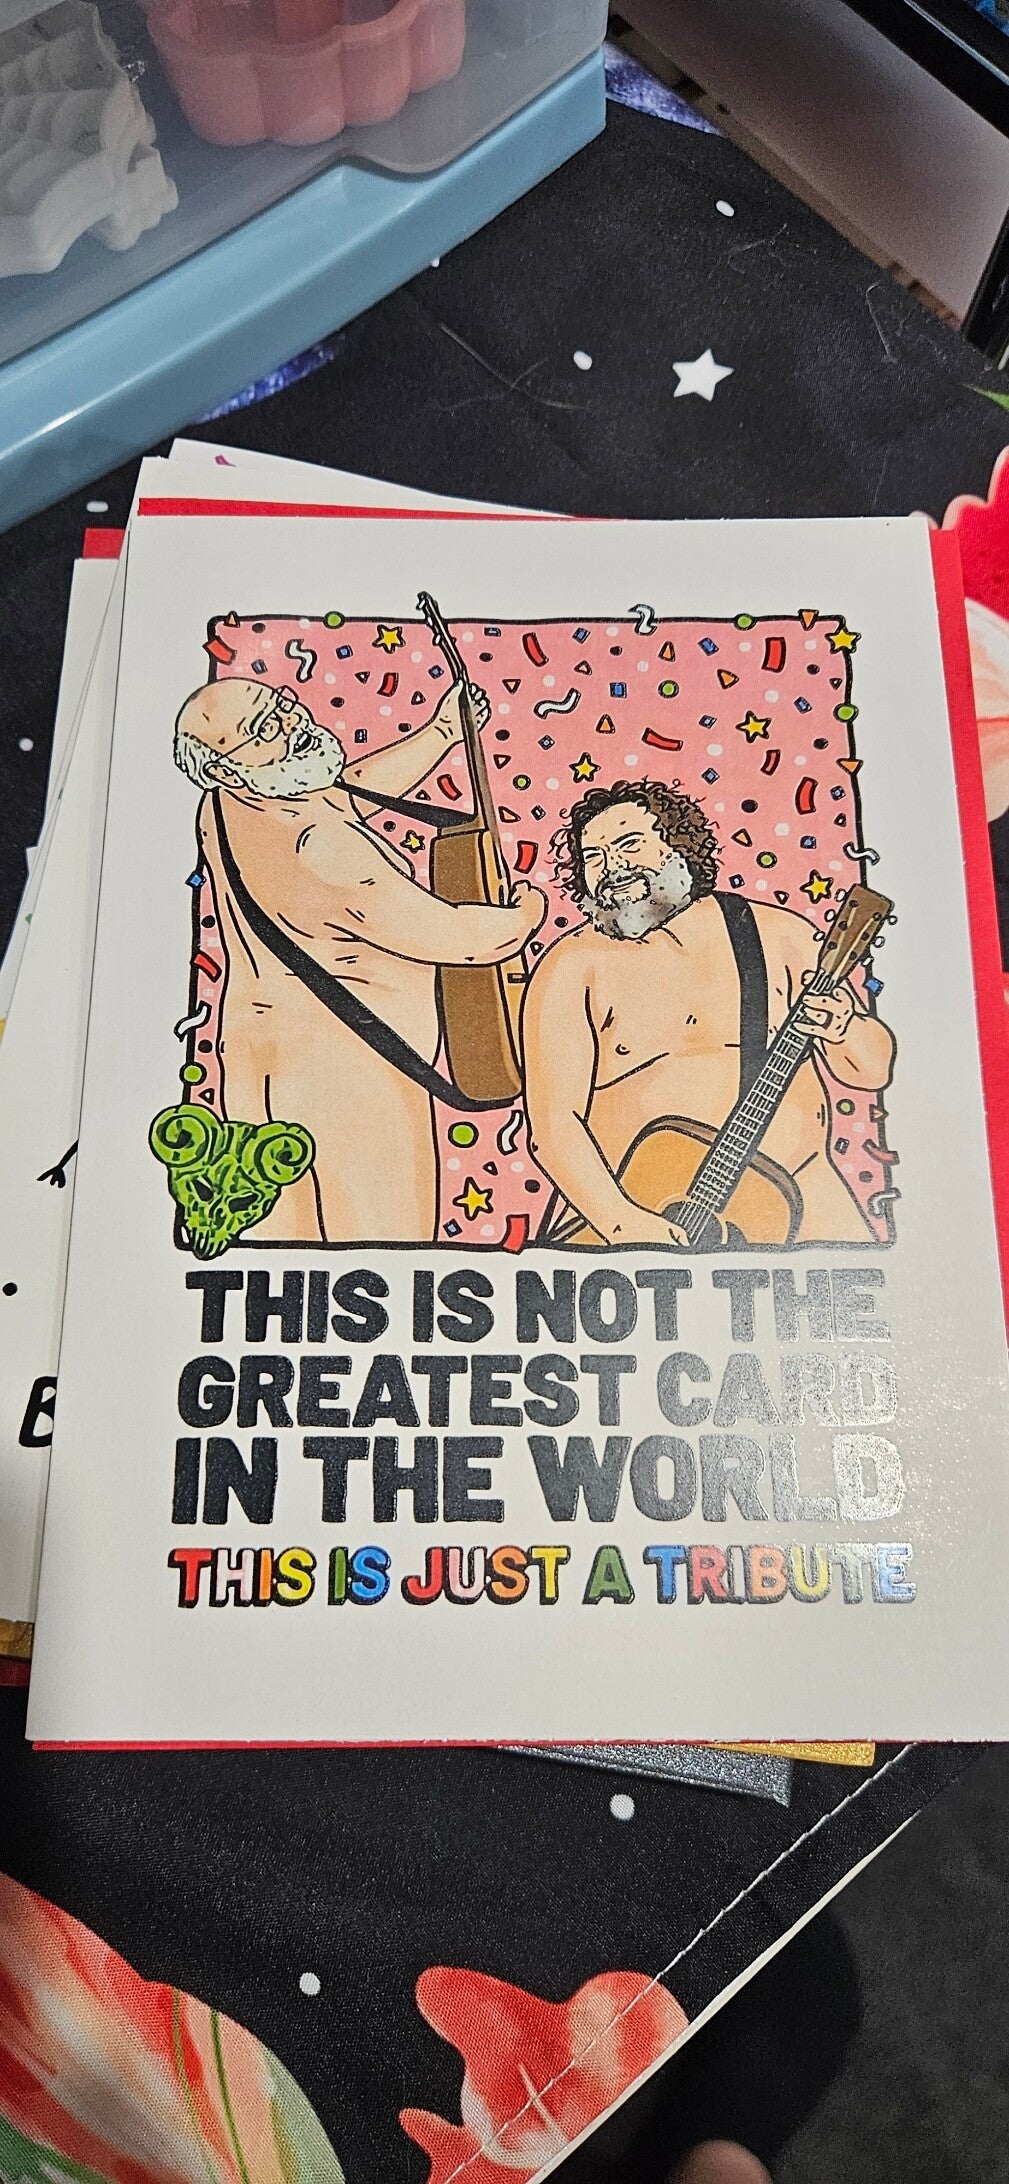 THIS IS NOT THE
GREATEST CARD
IN THE WORLD
THIS IS JUST A TRIBUTE
B